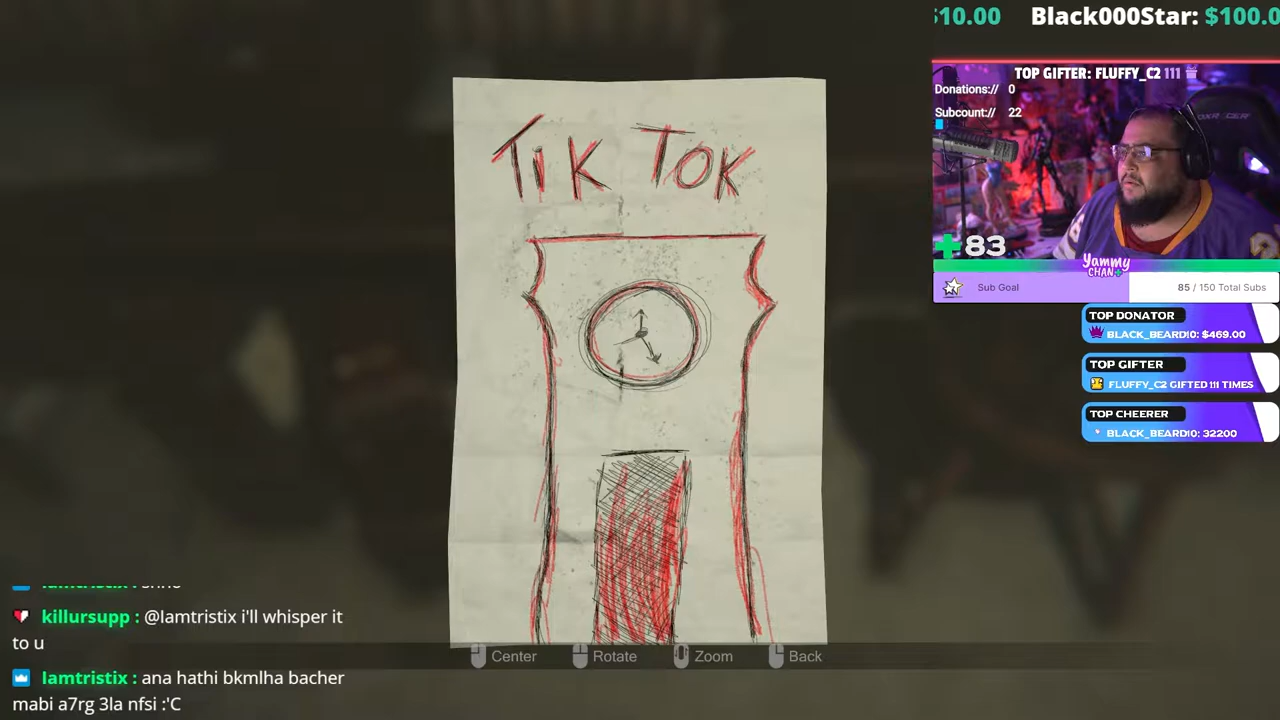 $10.00 Black000Star: $100.0
TOP GIFTER: FLUFFY_C2 111
Donations:// 0
Subcount:// 22
TIK TOK
+83
Yammy
CHAN+
Sub Goal 85 / 150 Total Subs
TOP DONATOR
BLACK_BEARD10: $469.00
TOP GIFTER
FLUFFY_C2 GIFTED 111 TIMES
TOP CHEERER
BLACK_BEARD10: 32200
killursupp : @Iamtristix i'll whisper it
to u
Iamtristix : ana hathi bkmlha bacher
mabi a7rg 3la nfsi :'C
Center Rotate Zoom Back